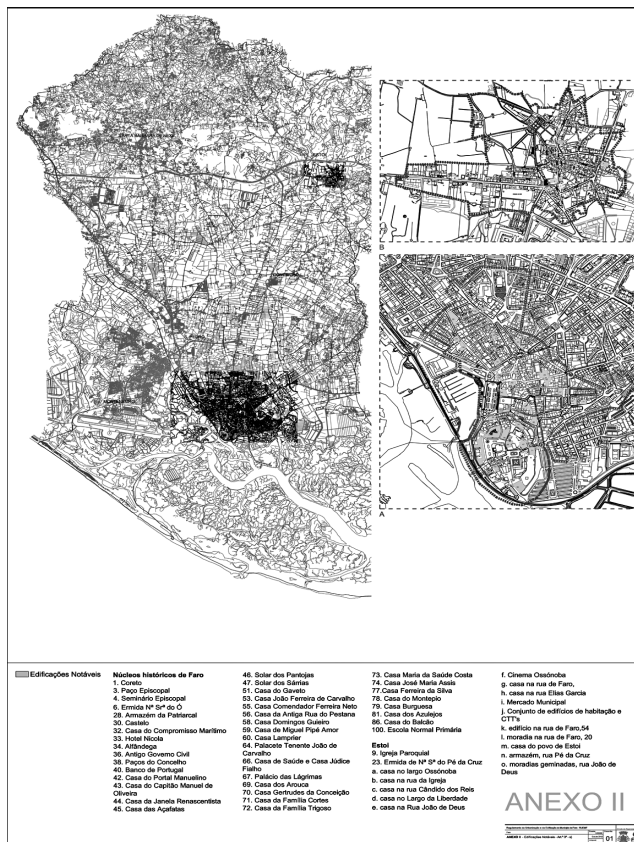 B
A
Edificações Notáveis
Núcleos históricos de Faro
1. Coreto
3. Paço Episcopal
4. Seminário Episcopal
6. Ermida Nª Srª do Ó
28. Armazém da Patriarcal
30. Castelo
32. Casa do Compromisso Marítimo
33. Hotel Nicola
34. Alfândega
36. Antigo Governo Civil
38. Paços do Concelho
40. Banco de Portugal
42. Casa do Portal Manuelino
43. Casa do Capitão Manuel de
Oliveira
44. Casa da Janela Renascentista
45. Casa das Açafatas
46. Solar dos Pantojas
47. Solar dos Sárrias
51. Casa do Gaveto
53. Casa João Ferreira de Carvalho
55. Casa Comendador Ferreira Neto
56. Casa da Antiga Rua do Pestana
58. Casa Domingos Guieiro
59. Casa de Miguel Pipé Amor
60. Casa Lamprier
64. Palacete Tenente João de
Carvalho
66. Casa de Saúde e Casa Júdice
Fialho
67. Palácio das Lágrimas
69. Casa dos Arouca
70. Casa Gertrudes da Conceição
71. Casa da Família Cortes
72. Casa da Família Trigoso
73. Casa Maria da Saúde Costa
74. Casa José Maria Assis
77.Casa Ferreira da Silva
78. Casa do Montepio
79. Casa Burguesa
81. Casa dos Azulejos
86. Casa do Balcão
100. Escola Normal Primária
Estoi
9. Igreja Paroquial
23. Ermida de Nª Sª do Pé da Cruz
a. casa no largo Ossónoba
b. casa na rua da Igreja
c. casa na rua Cândido dos Reis
d. casa no Largo da Liberdade
e. casa na Rua João de Deus
f. Cinema Ossónoba
g. casa na rua de Faro,
h. casa na rua Elias Garcia
i. Mercado Municipal
j. Conjunto de edifícios de habitação e
CTT's
k. edifício na rua de Faro,54
l. moradia na rua de Faro, 20
m. casa do povo de Estoi
n. armazém, rua Pé da Cruz
o. moradias geminadas, rua João de
Deus
ANEXO II
01